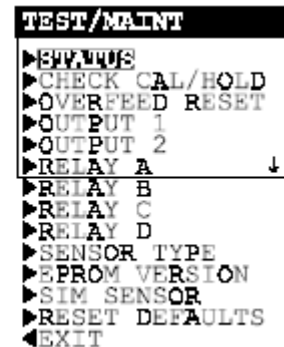 TEST/MAINT
▶STATUS
▶CHECK CAL/HOLD
▶OVERFEED RESET
▶OUTPUT 1
▶OUTPUT 2
▶RELAY A ↓
▶RELAY B
▶RELAY C
▶RELAY D
▶SENSOR TYPE
▶EPROM VERSION
▶SIM SENSOR
▶RESET DEFAULTS
◀EXIT